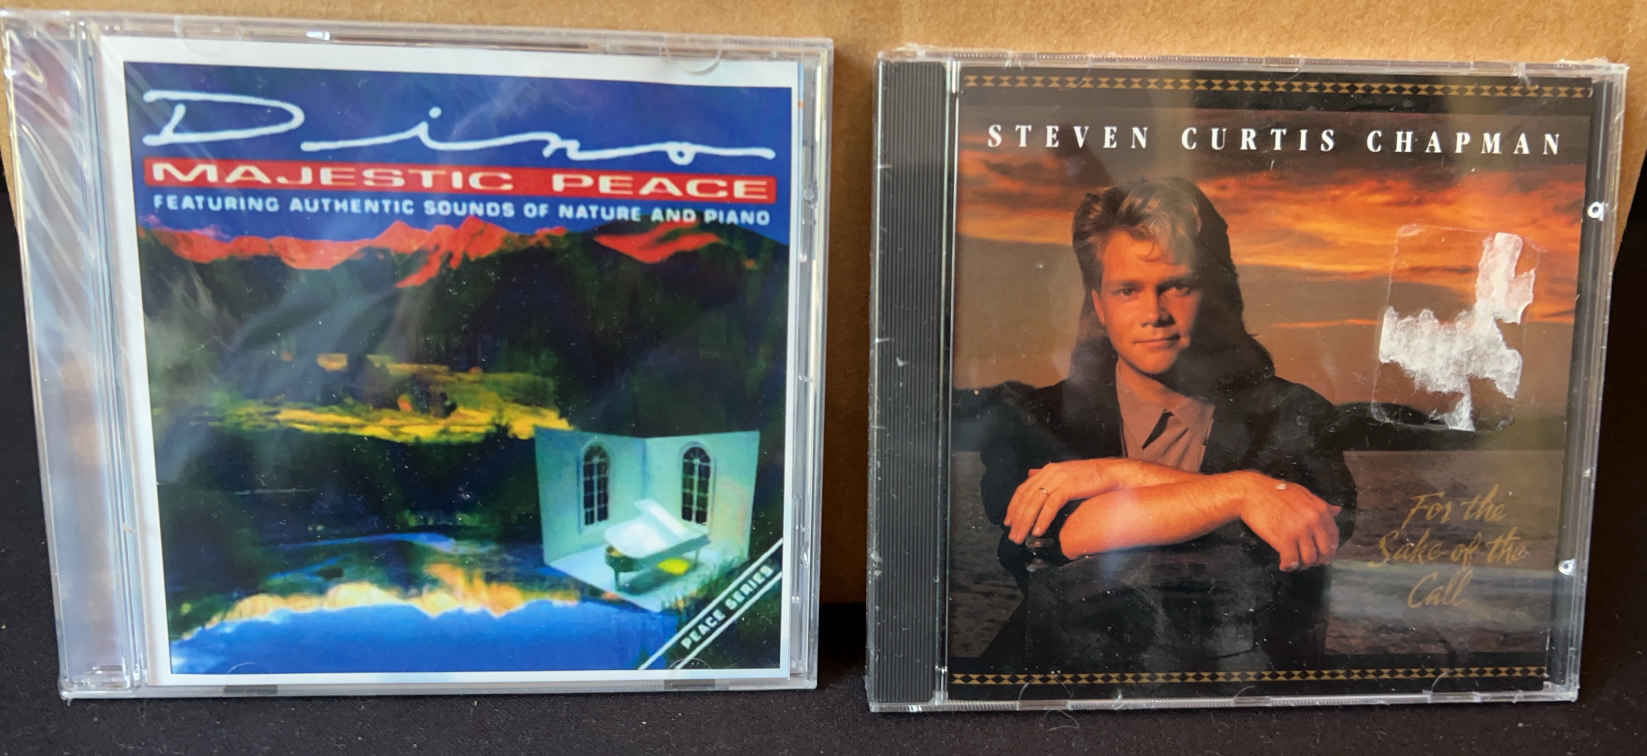 Dino
MAJESTIC PEACE
FEATURING AUTHENTIC SOUNDS OF NATURE AND PIANO
PEACE SERIES
STEVEN CURTIS CHAPMAN
For the
Sake of the
Call